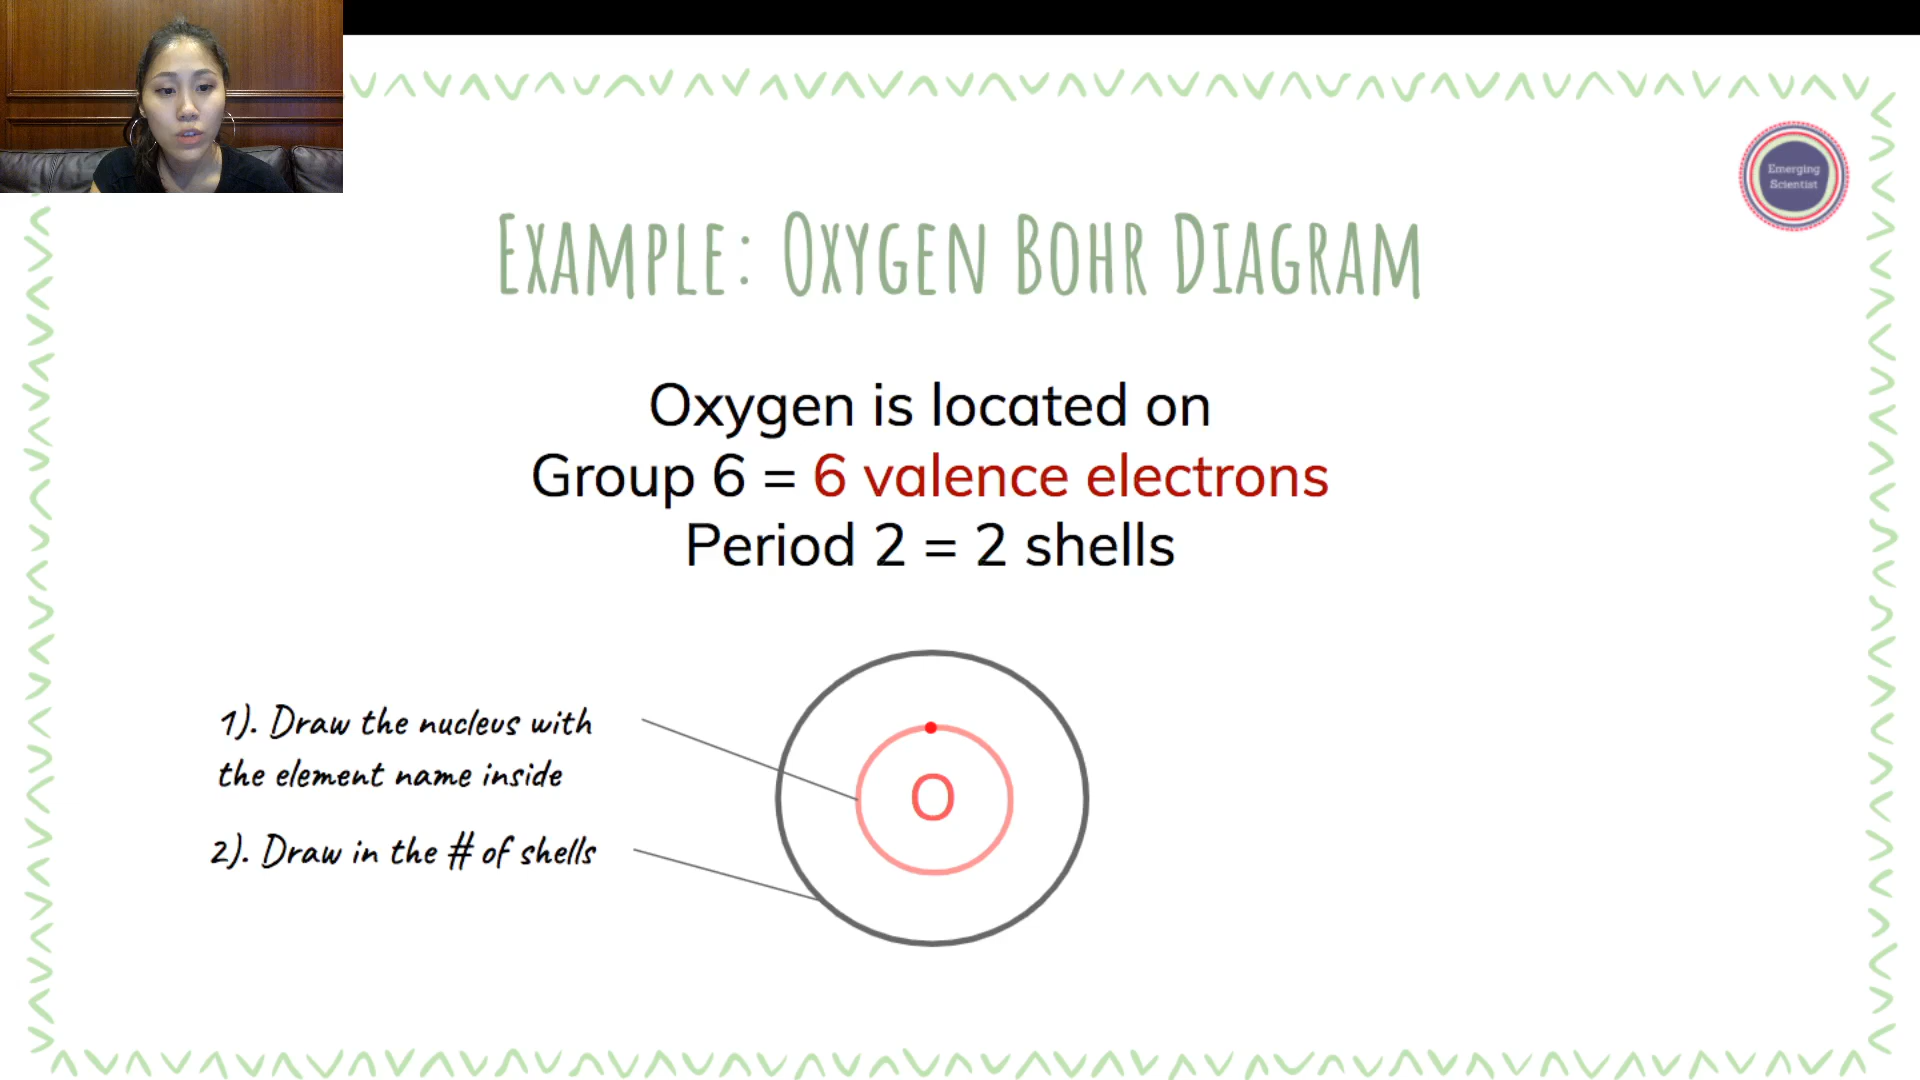 Emerging
Scientist
Example: Oxygen Bohr Diagram
Oxygen is located on
Group 6 = 6 valence electrons
Period 2 = 2 shells
1). Draw the nucleus with
the element name inside
2). Draw in the # of shells
O